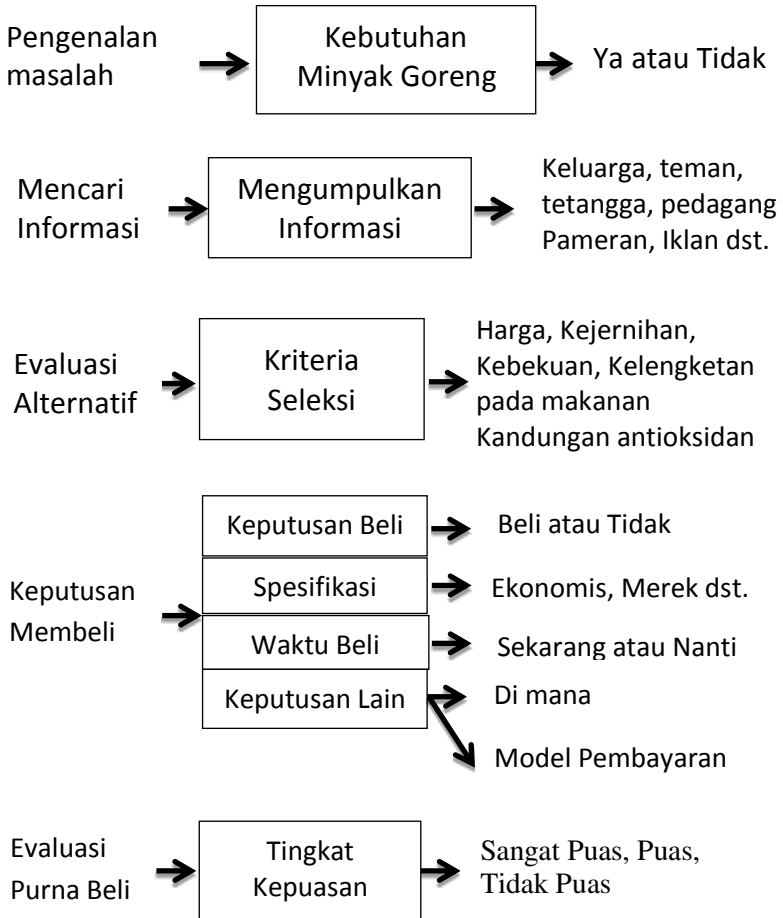 Pengenalan
masalah
Kebutuhan
Minyak Goreng
Ya atau Tidak
Mencari
Informasi
Mengumpulkan
Informasi
Keluarga, teman,
tetangga, pedagang
Pameran, Iklan dst.
Evaluasi
Alternatif
Kriteria
Seleksi
Harga, Kejernihan,
Kebekuan, Kelengketan
pada makanan
Kandungan antioksidan
Keputusan
Membeli
Keputusan Beli
Beli atau Tidak
Spesifikasi
Ekonomis, Merek dst.
Waktu Beli
Sekarang atau Nanti
Keputusan Lain
Di mana
Model Pembayaran
Evaluasi
Purna Beli
Tingkat
Kepuasan
Sangat Puas, Puas,
Tidak Puas